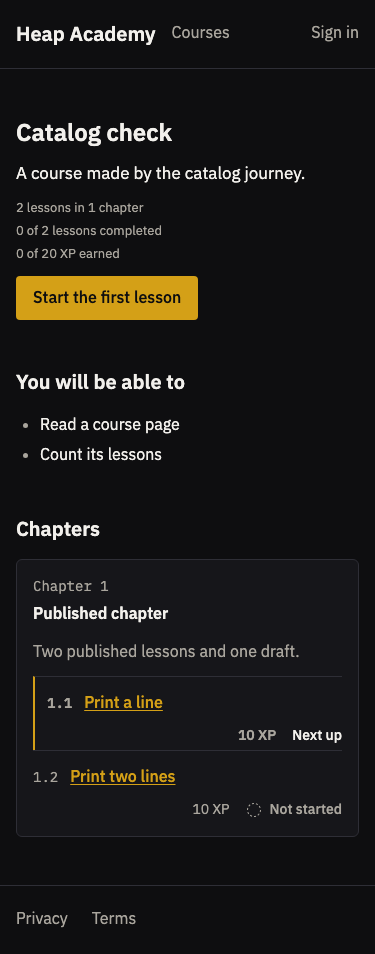 Heap Academy Courses Sign in
Catalog check
A course made by the catalog journey.
2 lessons in 1 chapter
0 of 2 lessons completed
0 of 20 XP earned
Start the first lesson
You will be able to
Read a course page
Count its lessons
Chapters
Chapter 1
Published chapter
Two published lessons and one draft.
1.1 Print a line
10 XP Next up
1.2 Print two lines
10 XP Not started
Privacy Terms